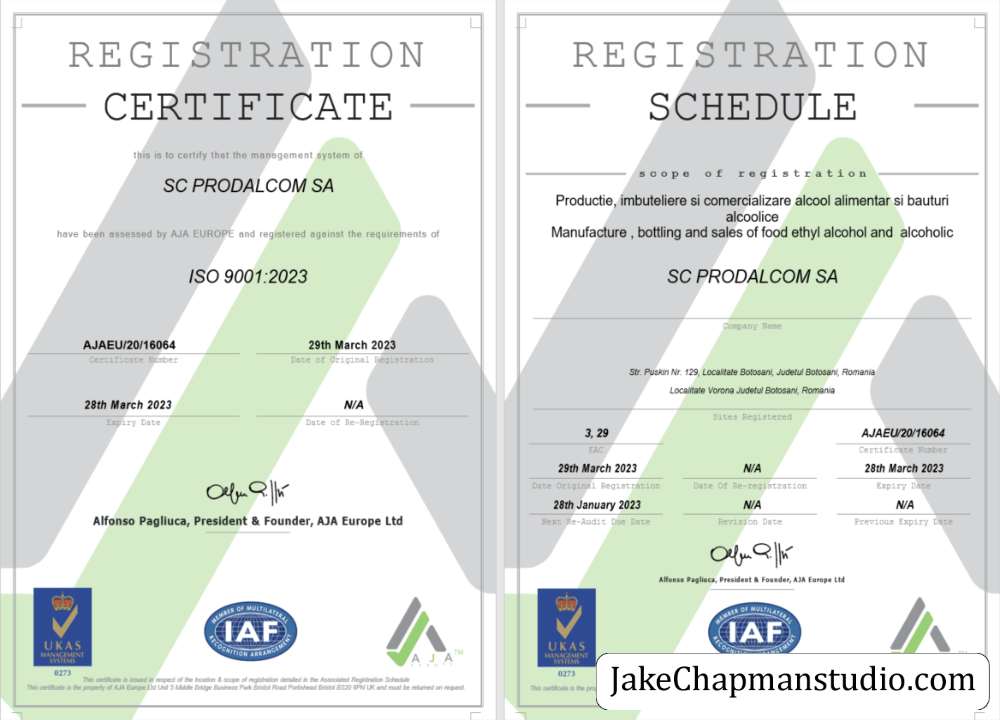 REGISTRATION
CERTIFICATE
this is to certify that the management system of
SC PRODALCOM SA
have been assessed by AJA EUROPE and registered against the requirements of
ISO 9001:2023
AJAEU/20/16064
Certificate Number
29th March 2023
Date of Original Registration
28th March 2023
Expiry Date
N/A
Date of Re-Registration
Alfonso Pagliuca, President & Founder, AJA Europe Ltd
UKAS
MANAGEMENT
SYSTEMS
0273
MEMBER OF MULTILATERAL
IAF
RECOGNITION ARRANGEMENT
AJA
TM
This certificate is issued in respect of the location & scope of registration detailed in the Associated Registration Schedule
This certificate is the property of AJA Europe Ltd Unit 5 Middle Bridge Business Park Bristol Road Portishead Bristol BS20 6PN UK and must be returned on request.
REGISTRATION
SCHEDULE
scope of registration
Productie, imbuteliere si comercializare alcool alimentar si bauturi
alcoolice
Manufacture , bottling and sales of food ethyl alcohol and alcoholic
SC PRODALCOM SA
Company Name
Str. Puskin Nr. 129, Localitate Botosani, Judetul Botosani, Romania
Localitate Vorona Judetul Botosani, Romania
Sites Registered
3, 29
EAC
AJAEU/20/16064
Certificate Number
29th March 2023
Date Original Registration
N/A
Date Of Re-registration
28th March 2023
Expiry Date
28th January 2023
Next Re-Audit Due Date
N/A
Revision Date
N/A
Previous Expiry Date
Alfonso Pagliuca, President & Founder, AJA Europe Ltd
UKAS
MANAGEMENT
SYSTEMS
0273
MEMBER OF MULTILATERAL
IAF
RECOGNITION
This certificate is the
JakeChapmanstudio.com